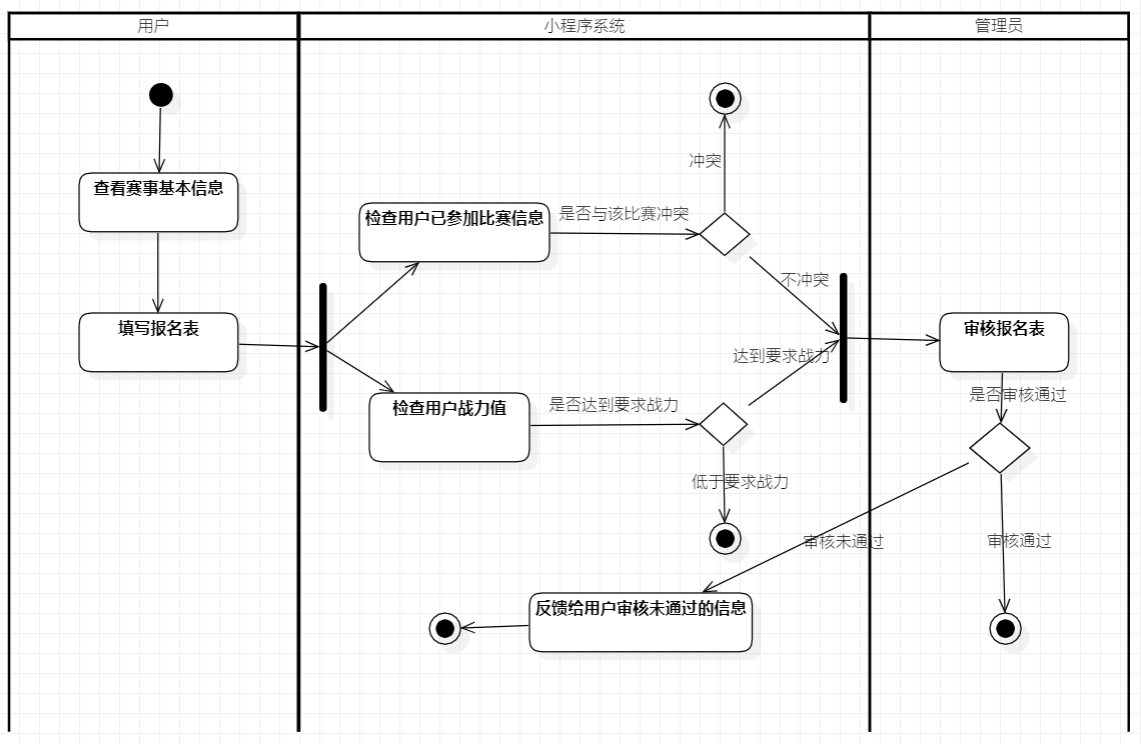 用户
小程序系统
管理员
冲突
查看赛事基本信息
检查用户已参加比赛信息
是否与该比赛冲突
不冲突
填写报名表
审核报名表
达到要求战力
是否审核通过
检查用户战力值
是否达到要求战力
低于要求战力
审核未通过
审核通过
反馈给用户审核未通过的信息